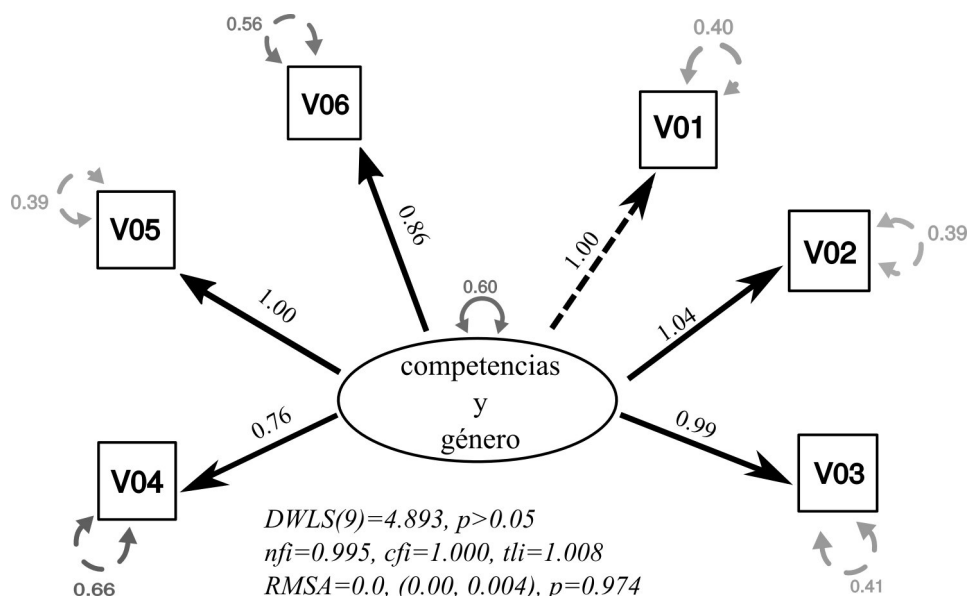 0.56
0.40
V06
V01
0.39
V05
0.86
1.00
V02
0.39
1.00
0.60
1.04
competencias
y
género
0.76
0.99
V04
V03
0.66
0.41
DWLS(9)=4.893, p>0.05
nfi=0.995, cfi=1.000, tli=1.008
RMSA=0.0, (0.00, 0.004), p=0.974